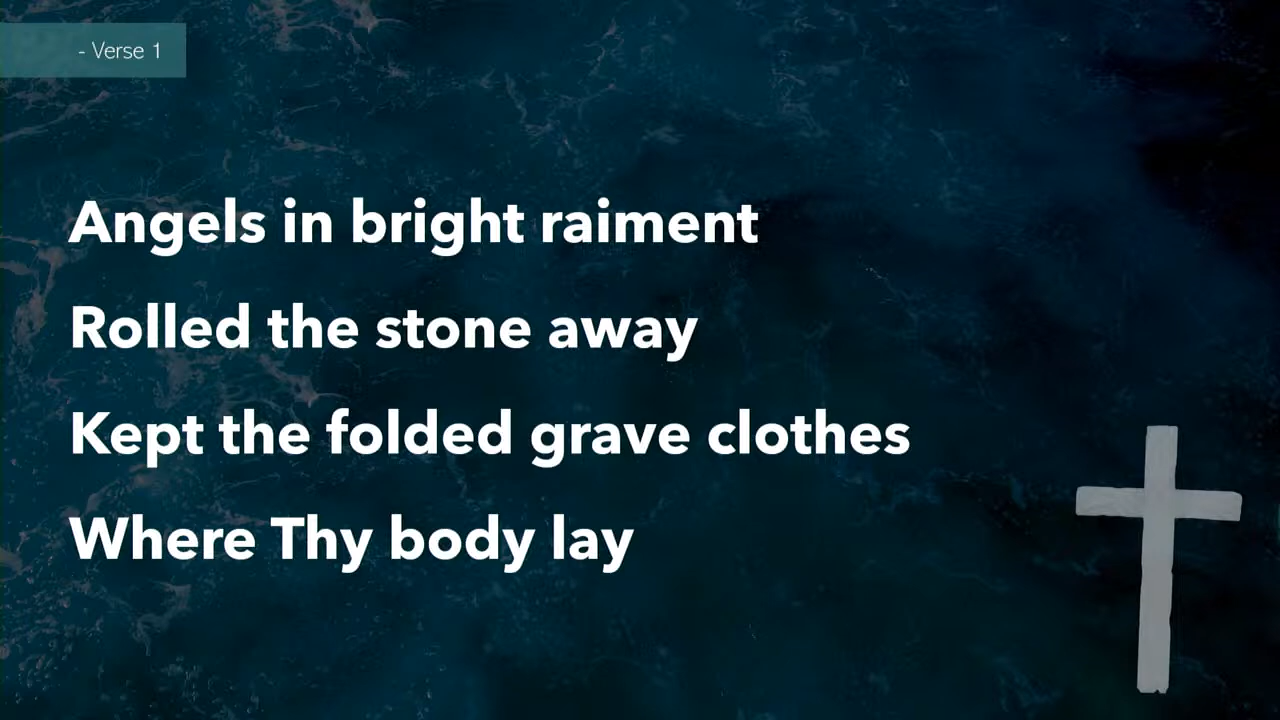 - Verse 1
Angels in bright raiment
Rolled the stone away
Kept the folded grave clothes
Where Thy body lay